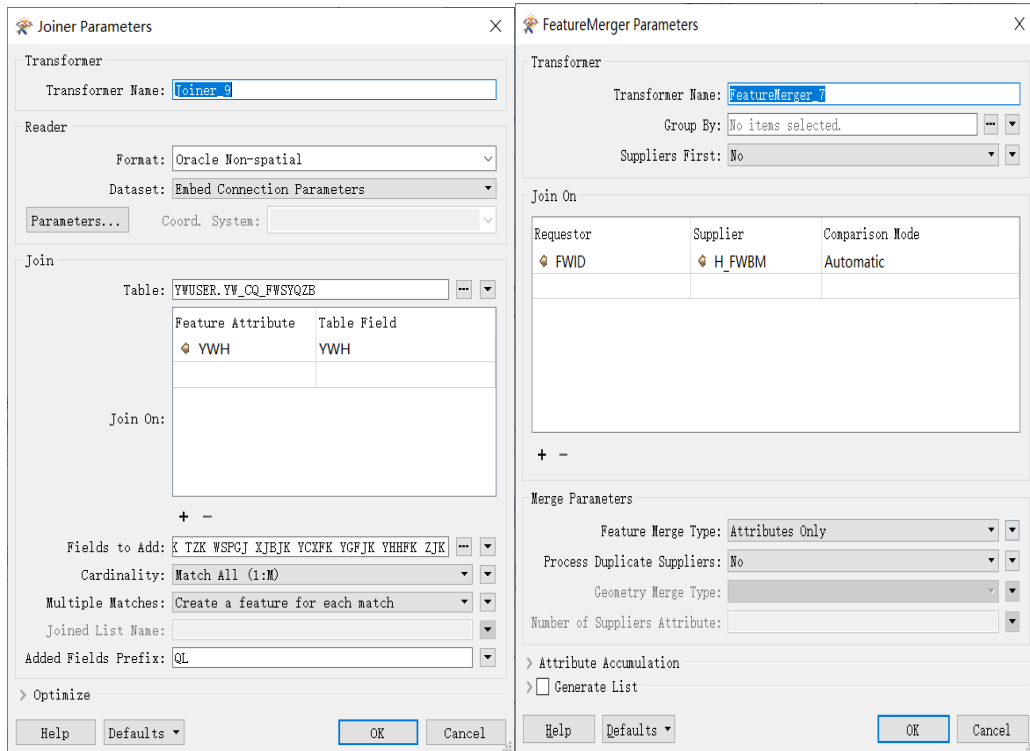 Joiner Parameters
Transformer
Transformer Name: Joiner_9
Reader
Format: Oracle Non-spatial
Dataset: Embed Connection Parameters
Parameters... Coord. System:
Join
Table: YWUSER.YW_CQ_FWSYQZB
Feature Attribute Table Field
YWH YWH
Join On:
+ −
Fields to Add: TZK WSPGJ XJBJK YCXFK YGFJK YHHFK ZJK
Cardinality: Match All (1:M)
Multiple Matches: Create a feature for each match
Joined List Name:
Added Fields Prefix: QL
Optimize
Help Defaults OK Cancel
FeatureMerger Parameters
Transformer
Transformer Name: FeatureMerger_7
Group By: No items selected.
Suppliers First: No
Join On
Requestor Supplier Comparison Mode
FWID H_FWBM Automatic
+ −
Merge Parameters
Feature Merge Type: Attributes Only
Process Duplicate Suppliers: No
Geometry Merge Type:
Number of Suppliers Attribute:
Attribute Accumulation
Generate List
Help Defaults OK Cancel